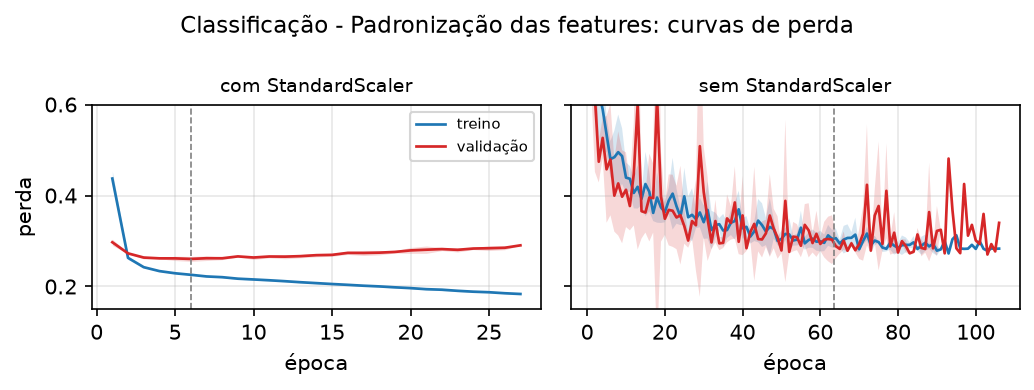 Classificação - Padronização das features: curvas de perda
com StandardScaler
sem StandardScaler
treino
validação
perda
0.6
0.4
0.2
0
5
10
15
20
25
época
0
20
40
60
80
100
época